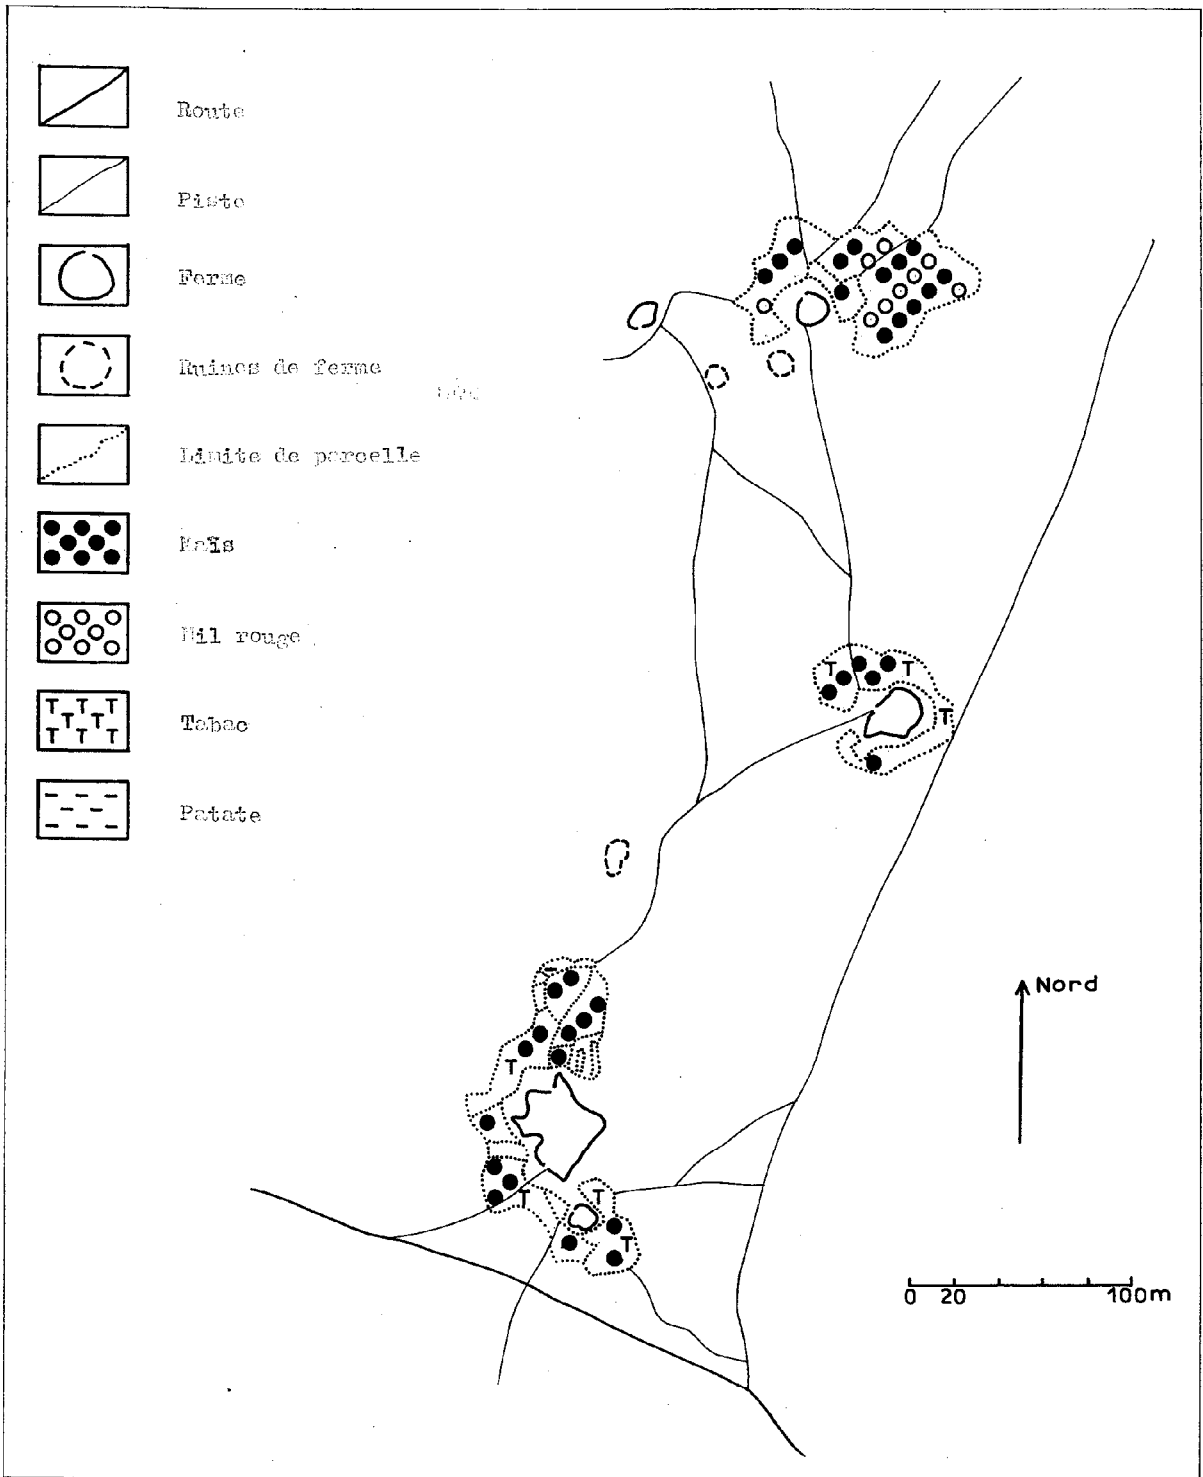 Route
Piste
Ferme
Ruines de ferme
Limite de parcelle
Maïs
Mil rouge
Tabac
Patate
Nord
0 20 100m